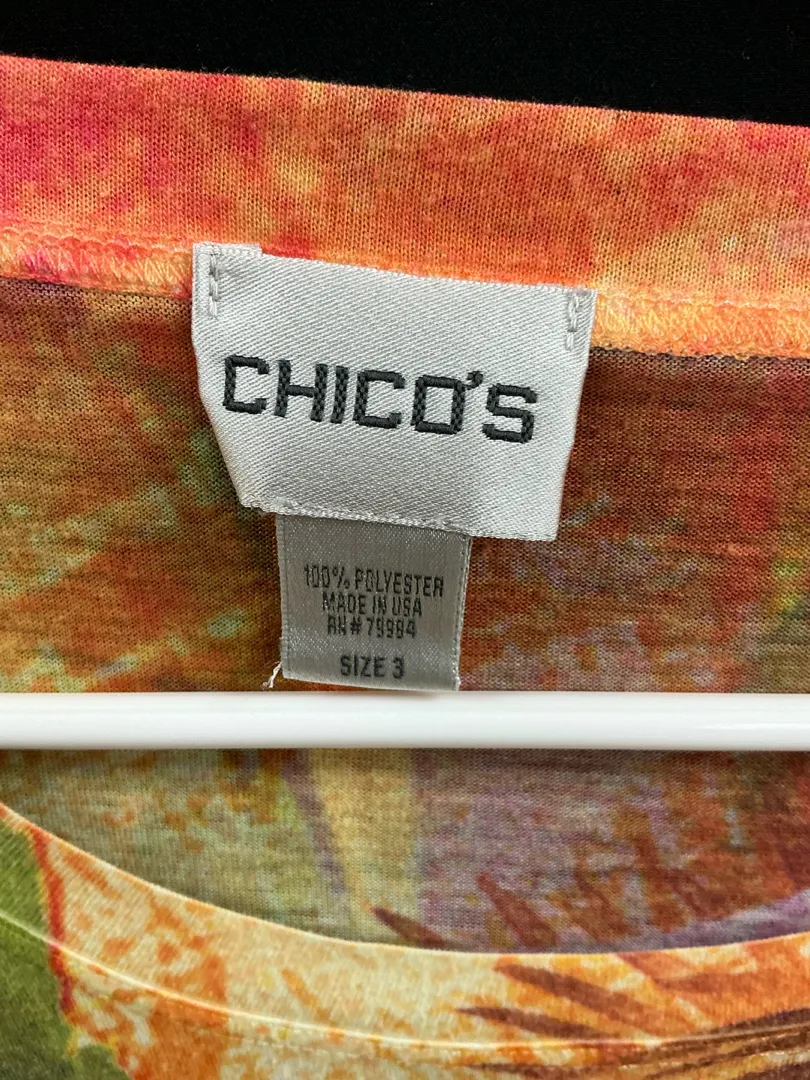 CHICO'S
100% POLYESTER
MADE IN USA
RN# 79984
SIZE 3